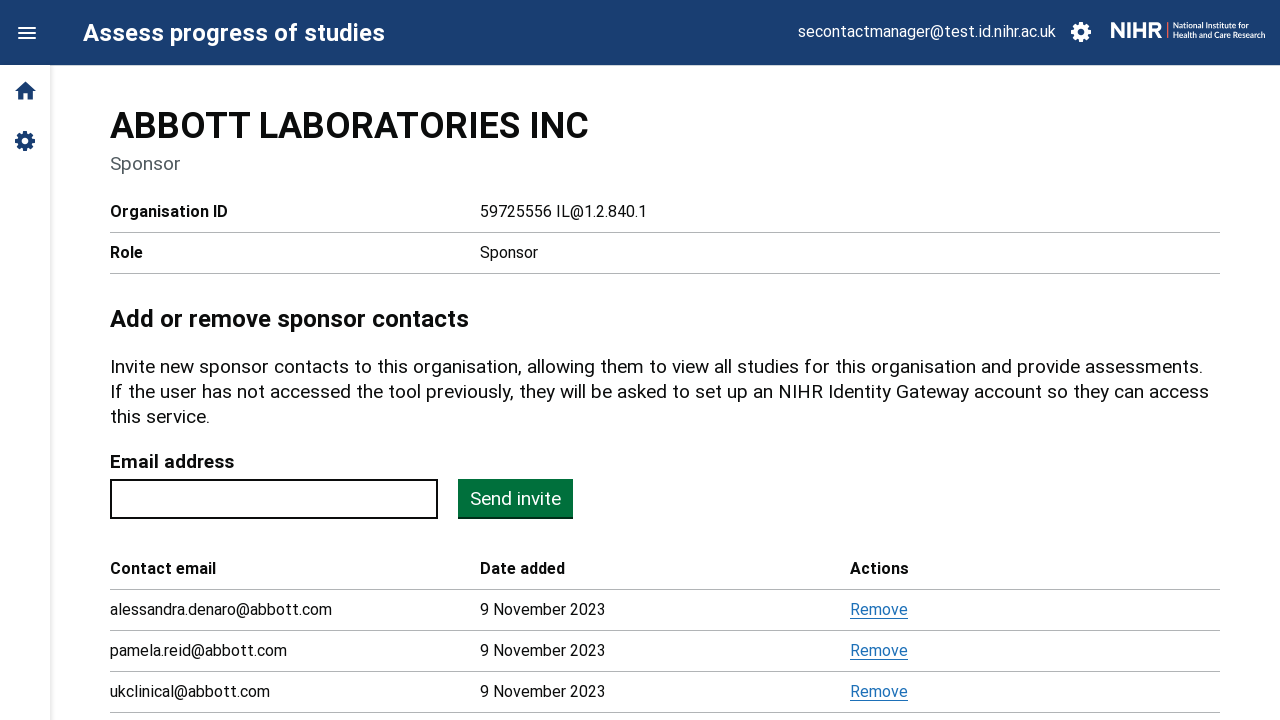 Assess progress of studies
secontactmanager@test.id.nihr.ac.uk
NIHR
National Institute for
Health and Care Research
ABBOTT LABORATORIES INC
Sponsor
Organisation ID 59725556 IL@1.2.840.1
Role Sponsor
Add or remove sponsor contacts
Invite new sponsor contacts to this organisation, allowing them to view all studies for this organisation and provide assessments.
If the user has not accessed the tool previously, they will be asked to set up an NIHR Identity Gateway account so they can access
this service.
Email address
Send invite
Contact email Date added Actions
alessandra.denaro@abbott.com 9 November 2023 Remove
pamela.reid@abbott.com 9 November 2023 Remove
ukclinical@abbott.com 9 November 2023 Remove